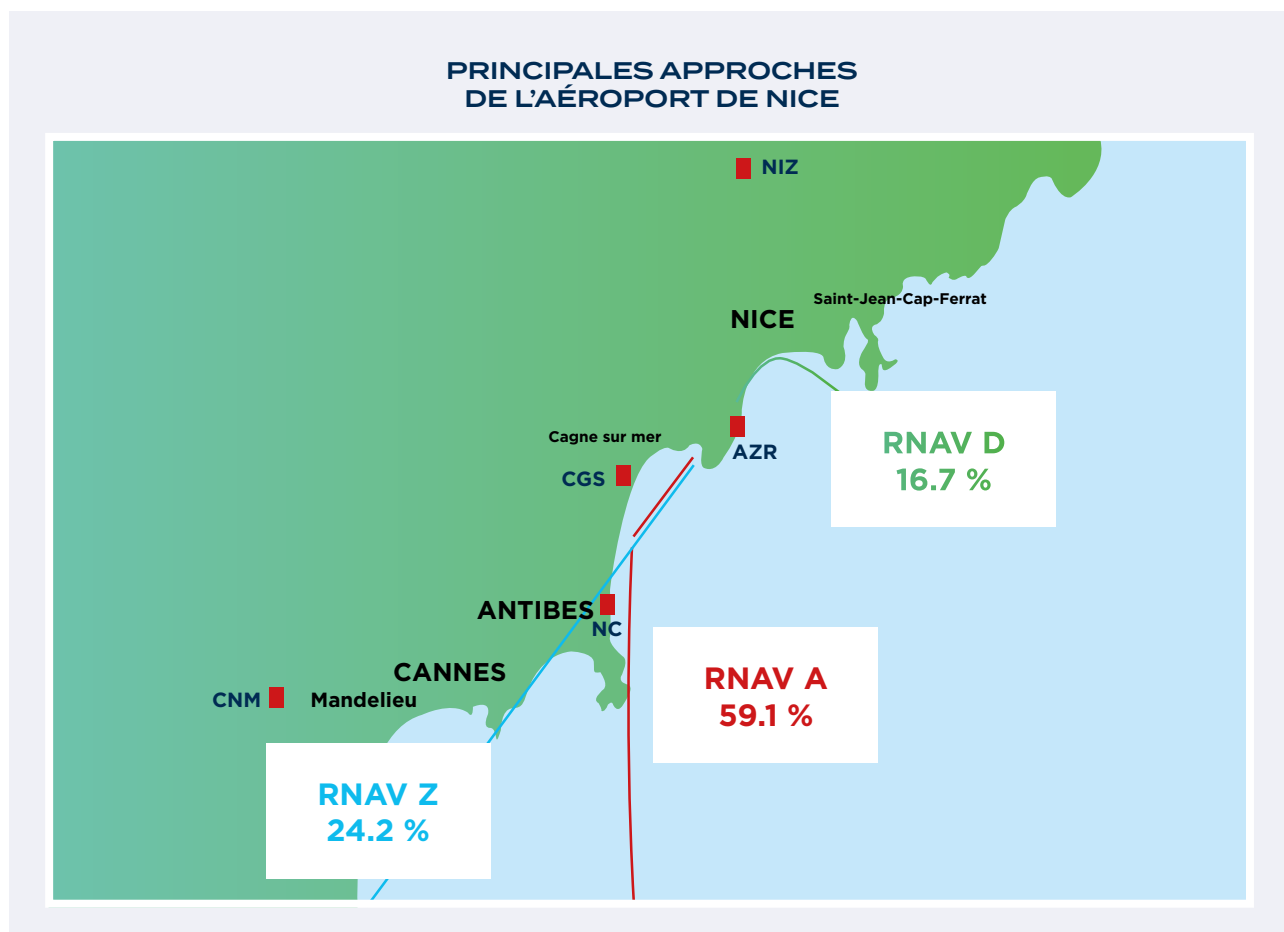 PRINCIPALES APPROCHES
DE L'AÉROPORT DE NICE
NIZ
Saint-Jean-Cap-Ferrat
NICE
Cagne sur mer
AZR
CGS
RNAV D
16.7 %
ANTIBES
NC
CANNES
CNM
Mandelieu
RNAV A
59.1 %
RNAV Z
24.2 %